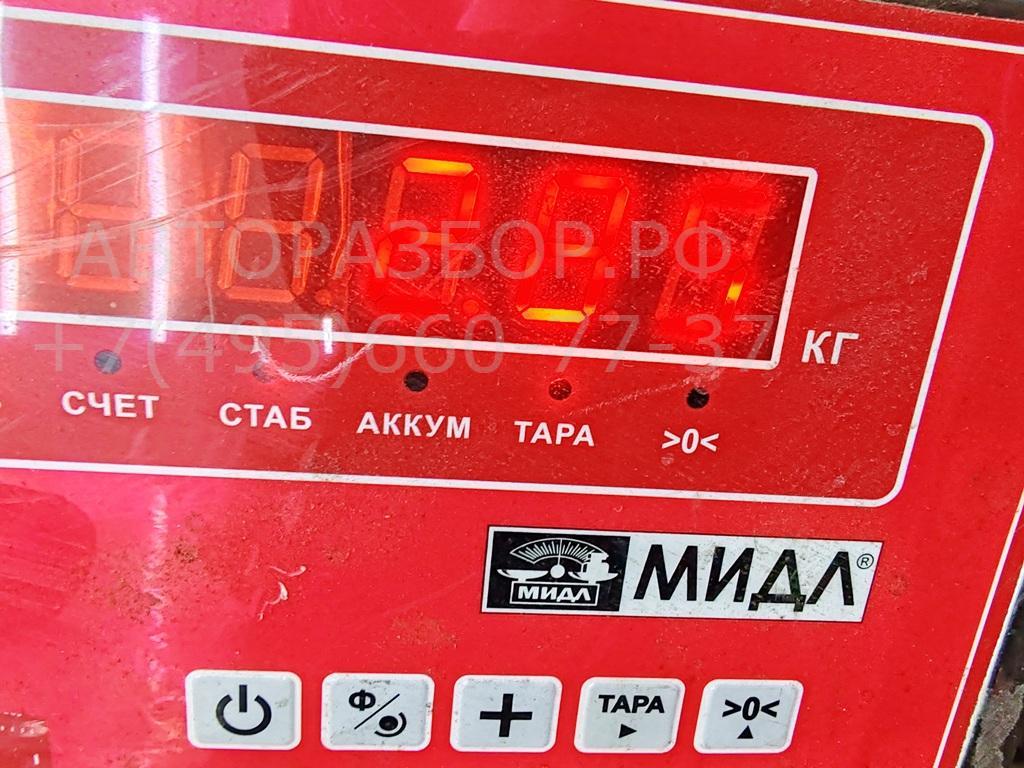 АВТОРАЗБОР.РФ
+7(495)660-77-37
КГ
СЧЕТ СТАБ АККУМ ТАРА >0<
МИДЛ МИДЛ®
Ф ТАРА >0<